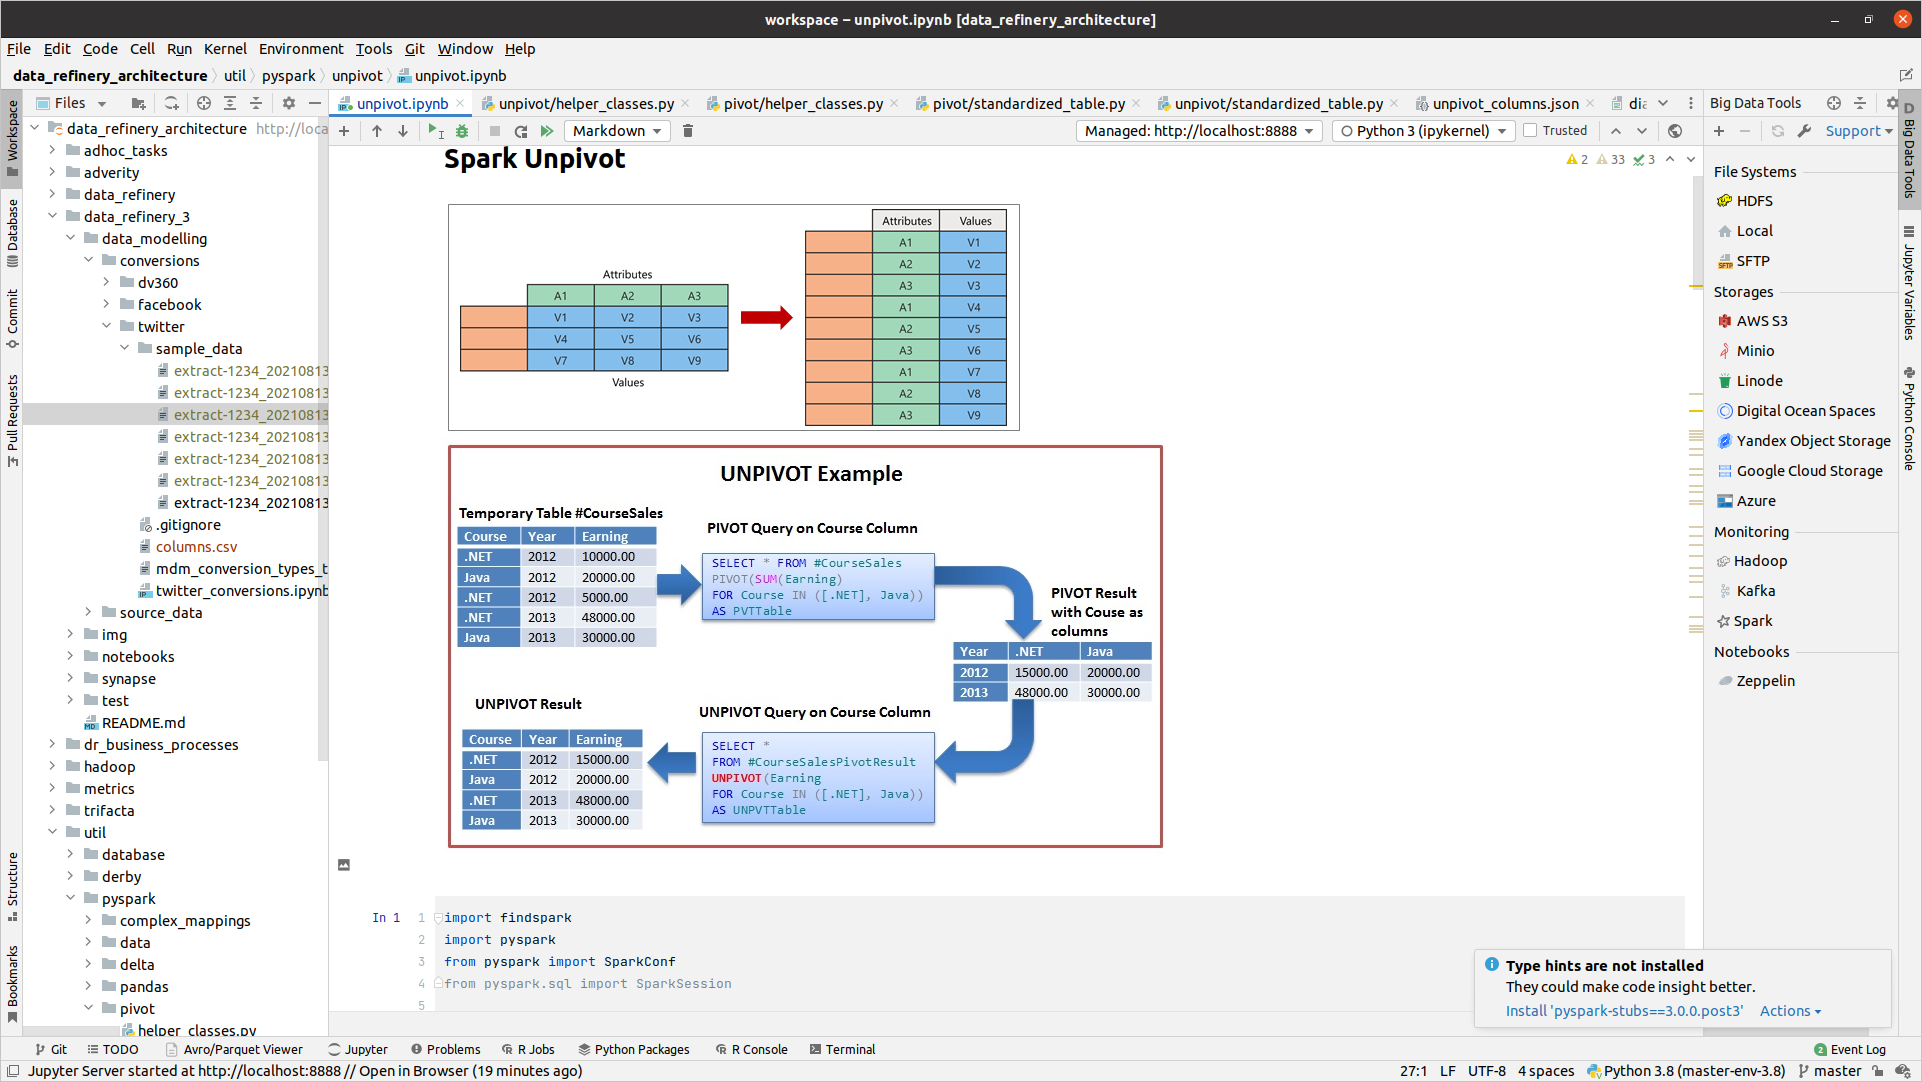 workspace – unpivot.ipynb [data_refinery_architecture]
File Edit Code Cell Run Kernel Environment Tools Git Window Help
data_refinery_architecture util pyspark unpivot unpivot.ipynb
Files
unpivot.ipynb unpivot/helper_classes.py pivot/helper_classes.py pivot/standardized_table.py unpivot/standardized_table.py unpivot_columns.json
Big Data Tools
Markdown
Managed: http://localhost:8888
Python 3 (ipykernel)
Trusted
Support
2 33 3
Workspace
Database
Commit
Pull Requests
Structure
Bookmarks
data_refinery_architecture http://loca
adhoc_tasks
adverity
data_refinery
data_refinery_3
data_modelling
conversions
dv360
facebook
twitter
sample_data
extract-1234_20210813
extract-1234_20210813
extract-1234_20210813
extract-1234_20210813
extract-1234_20210813
extract-1234_20210813
extract-1234_20210813
.gitignore
columns.csv
mdm_conversion_types_t
twitter_conversions.ipynb
source_data
img
notebooks
synapse
test
README.md
dr_business_processes
hadoop
metrics
trifacta
util
database
derby
pyspark
complex_mappings
data
delta
pandas
pivot
helper_classes.py
Spark Unpivot
Attributes
A1 A2 A3
V1 V2 V3
V4 V5 V6
V7 V8 V9
Values
Attributes Values
A1 V1
A2 V2
A3 V3
A1 V4
A2 V5
A3 V6
A1 V7
A2 V8
A3 V9
UNPIVOT Example
Temporary Table #CourseSales
Course Year Earning
.NET 2012 10000.00
Java 2012 20000.00
.NET 2012 5000.00
.NET 2013 48000.00
Java 2013 30000.00
PIVOT Query on Course Column
SELECT * FROM #CourseSales
PIVOT(SUM(Earning)
FOR Course IN ([.NET], Java))
AS PVTTable
PIVOT Result
with Couse as
columns
Year .NET Java
2012 15000.00 20000.00
2013 48000.00 30000.00
UNPIVOT Query on Course Column
SELECT *
FROM #CourseSalesPivotResult
UNPIVOT(Earning
FOR Course IN ([.NET], Java))
AS UNPVTTable
UNPIVOT Result
Course Year Earning
.NET 2012 15000.00
Java 2012 20000.00
.NET 2013 48000.00
Java 2013 30000.00
In 1
1 import findspark
2 import pyspark
3 from pyspark import SparkConf
4 from pyspark.sql import SparkSession
5
File Systems
HDFS
Local
SFTP
Storages
AWS S3
Minio
Linode
Digital Ocean Spaces
Yandex Object Storage
Google Cloud Storage
Azure
Monitoring
Hadoop
Kafka
Spark
Notebooks
Zeppelin
D Big Data Tools
Jupyter Variables
Python Console
Type hints are not installed
They could make code insight better.
Install 'pyspark-stubs==3.0.0.post3' Actions
Git TODO Avro/Parquet Viewer Jupyter Problems R Jobs Python Packages R Console Terminal
2 Event Log
Jupyter Server started at http://localhost:8888 // Open in Browser (19 minutes ago)
27:1 LF UTF-8 4 spaces Python 3.8 (master-env-3.8) master